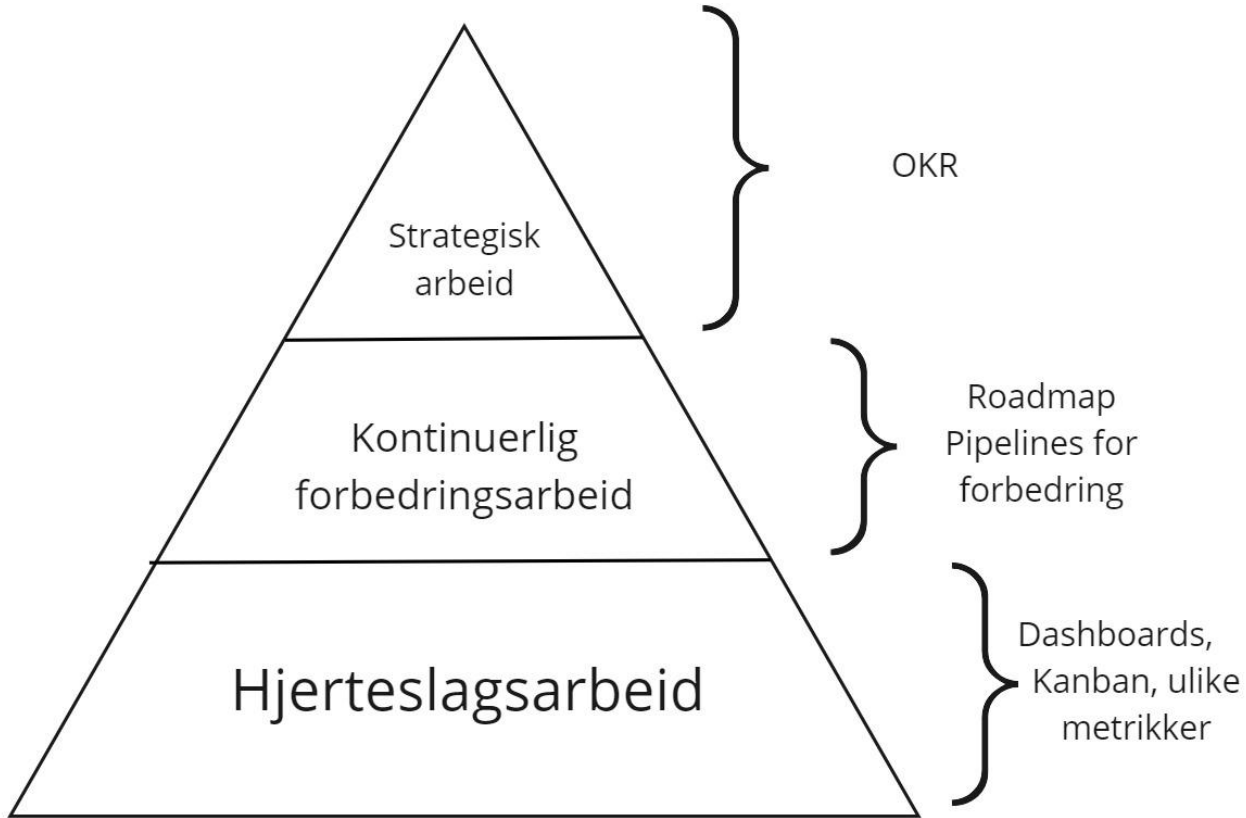 OKR
Strategisk
arbeid
Roadmap
Pipelines for
forbedring
Kontinuerlig
forbedringsarbeid
Dashboards,
Kanban, ulike
metrikker
Hjerteslagsarbeid